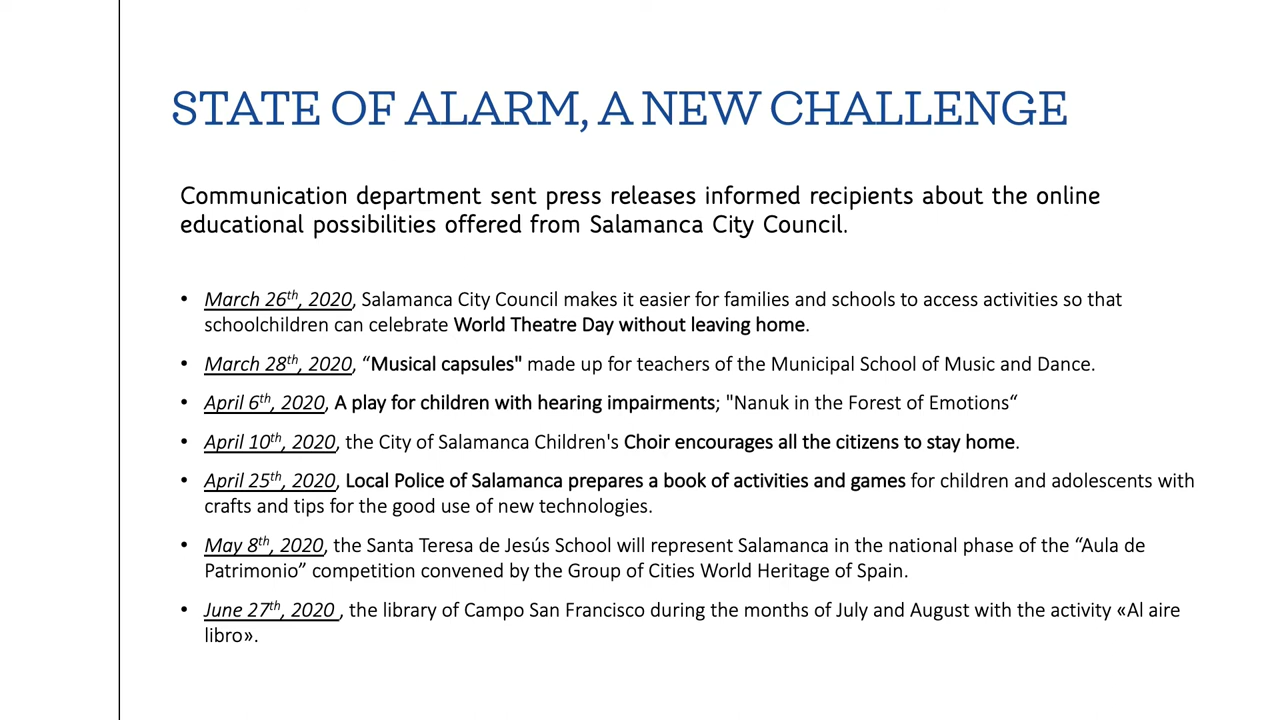 STATE OF ALARM, A NEW CHALLENGE
Communication department sent press releases informed recipients about the online
educational possibilities offered from Salamanca City Council.
• March 26th, 2020, Salamanca City Council makes it easier for families and schools to access activities so that
schoolchildren can celebrate World Theatre Day without leaving home.
• March 28th, 2020, “Musical capsules" made up for teachers of the Municipal School of Music and Dance.
• April 6th, 2020, A play for children with hearing impairments; "Nanuk in the Forest of Emotions“
• April 10th, 2020, the City of Salamanca Children's Choir encourages all the citizens to stay home.
• April 25th, 2020, Local Police of Salamanca prepares a book of activities and games for children and adolescents with
crafts and tips for the good use of new technologies.
• May 8th, 2020, the Santa Teresa de Jesús School will represent Salamanca in the national phase of the “Aula de
Patrimonio” competition convened by the Group of Cities World Heritage of Spain.
• June 27th, 2020 , the library of Campo San Francisco during the months of July and August with the activity «Al aire
libro».